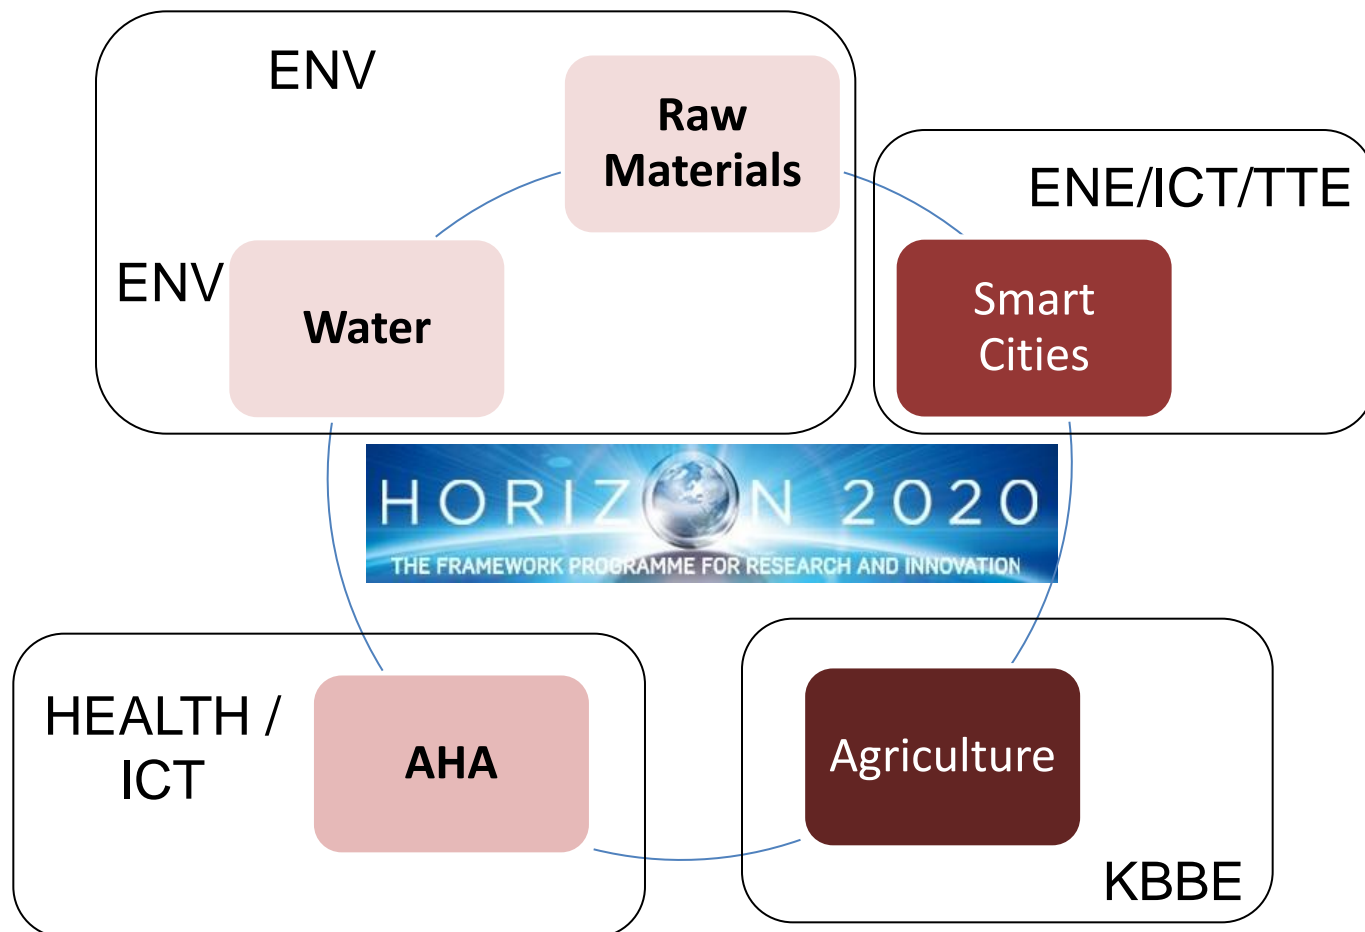 ENV
Raw
Materials
ENE/ICT/TTE
ENV
Water
Smart
Cities
HORIZON 2020
THE FRAMEWORK PROGRAMME FOR RESEARCH AND INNOVATION
HEALTH /
ICT
AHA
Agriculture
KBBE